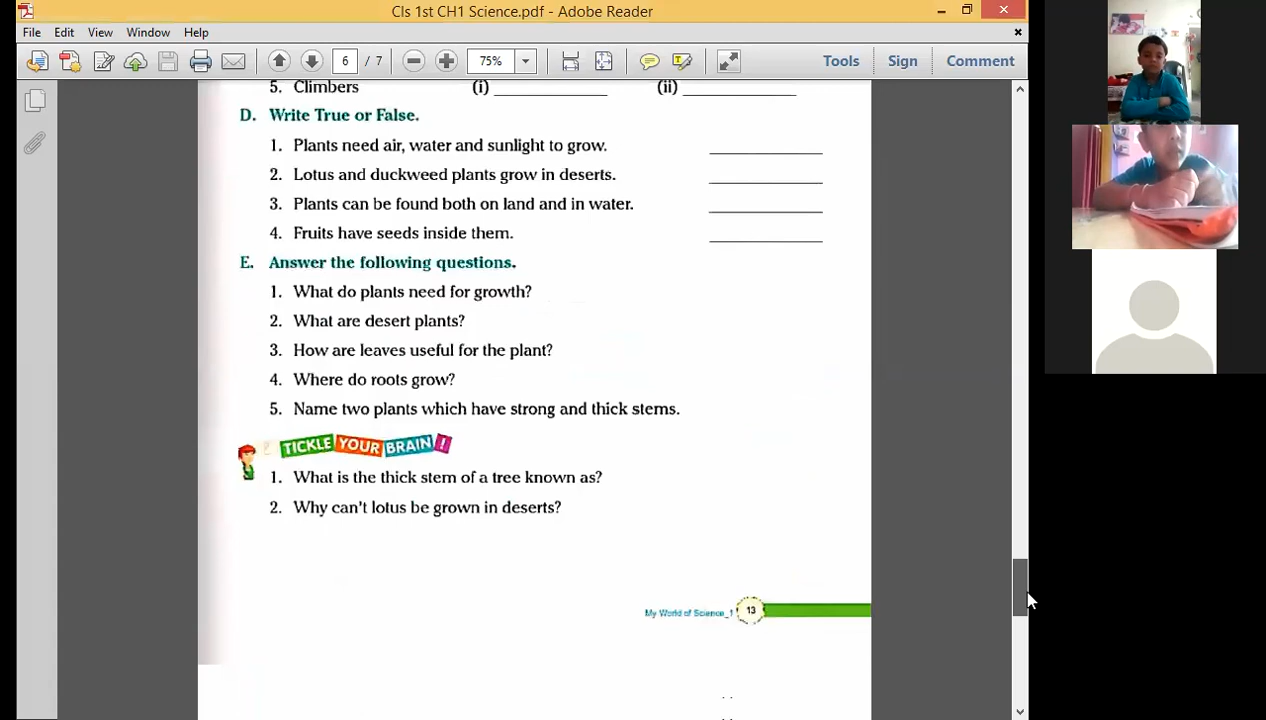 Cls 1st CH1 Science.pdf - Adobe Reader
File Edit View Window Help
6 / 7 75% Tools Sign Comment
5. Climbers (i) ____________ (ii) ____________
D. Write True or False.
1. Plants need air, water and sunlight to grow. ____________
2. Lotus and duckweed plants grow in deserts. ____________
3. Plants can be found both on land and in water. ____________
4. Fruits have seeds inside them. ____________
E. Answer the following questions.
1. What do plants need for growth?
2. What are desert plants?
3. How are leaves useful for the plant?
4. Where do roots grow?
5. Name two plants which have strong and thick stems.
TICKLE YOUR BRAIN !
1. What is the thick stem of a tree known as?
2. Why can't lotus be grown in deserts?
My World of Science_1 13